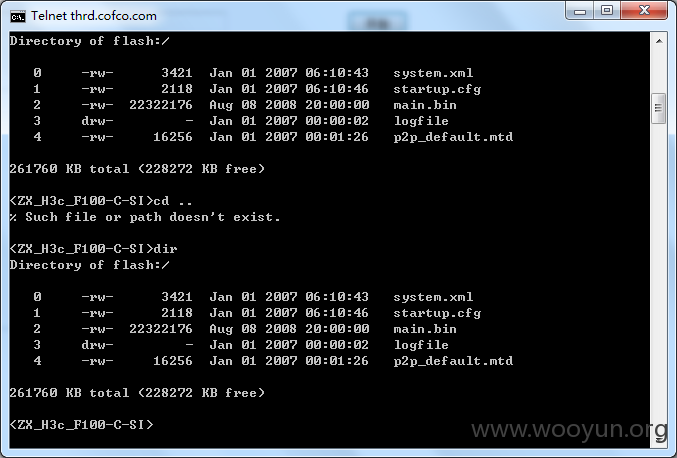 Telnet thrd.cofco.com
Directory of flash:/
0 -rw- 3421 Jan 01 2007 06:10:43 system.xml
1 -rw- 2118 Jan 01 2007 06:10:46 startup.cfg
2 -rw- 22322176 Aug 08 2008 20:00:00 main.bin
3 drw- - Jan 01 2007 00:00:02 logfile
4 -rw- 16256 Jan 01 2007 00:01:26 p2p_default.mtd
261760 KB total (228272 KB free)
<ZX_H3c_F100-C-SI>cd ..
% Such file or path doesn't exist.
<ZX_H3c_F100-C-SI>dir
Directory of flash:/
0 -rw- 3421 Jan 01 2007 06:10:43 system.xml
1 -rw- 2118 Jan 01 2007 06:10:46 startup.cfg
2 -rw- 22322176 Aug 08 2008 20:00:00 main.bin
3 drw- - Jan 01 2007 00:00:02 logfile
4 -rw- 16256 Jan 01 2007 00:01:26 p2p_default.mtd
261760 KB total (228272 KB free)
<ZX_H3c_F100-C-SI>
www.wooyun.org